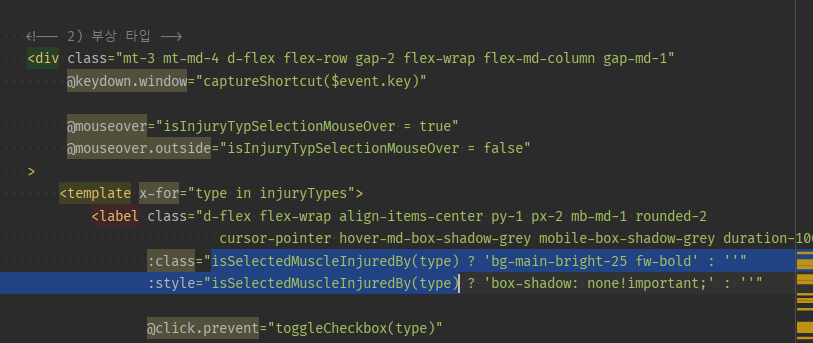 <!-- 2) 부상 타입 -->
<div class="mt-3 mt-md-4 d-flex flex-row gap-2 flex-wrap flex-md-column gap-md-1"
@keydown.window="captureShortcut($event.key)"
@mouseover="isInjuryTypSelectionMouseOver = true"
@mouseover.outside="isInjuryTypSelectionMouseOver = false"
>
<template x-for="type in injuryTypes">
<label class="d-flex flex-wrap align-items-center py-1 px-2 mb-md-1 rounded-2
cursor-pointer hover-md-box-shadow-grey mobile-box-shadow-grey duration-100
:class="isSelectedMuscleInjuredBy(type) ? 'bg-main-bright-25 fw-bold' : ''"
:style="isSelectedMuscleInjuredBy(type) ? 'box-shadow: none!important;' : ''"
@click.prevent="toggleCheckbox(type)"